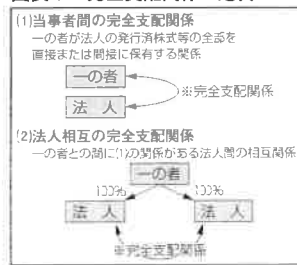 (1)当事者間の完全支配関係
一の者が法人の発行済株式等の全部を
直接または間接に保有する関係
一の者
※完全支配関係
法 人
(2)法人相互の完全支配関係
一の者との間に(1)の関係がある法人間の相互関係
一の者
100% 100%
法 人 法 人
※完全支配関係